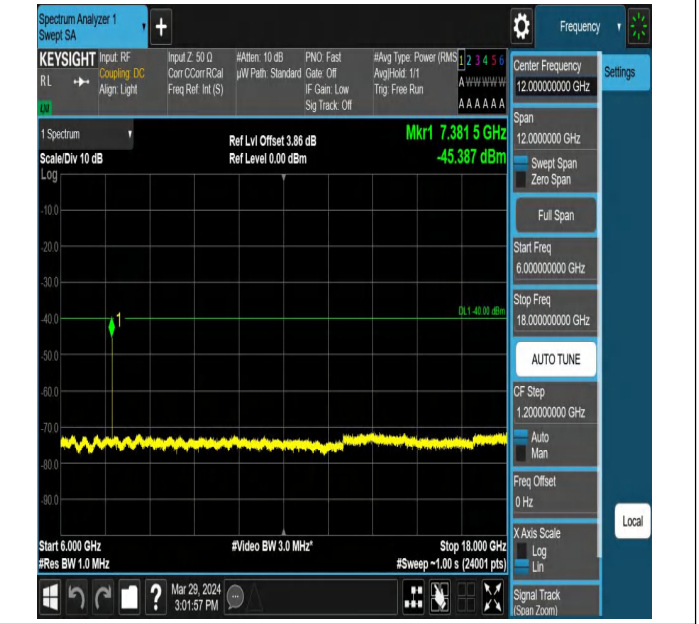 Spectrum Analyzer 1
Swept SA
Frequency
KEYSIGHT
RL
LXI
Input: RF
Coupling: DC
Align: Light
Input Z: 50 Ω
Corr CCorr RCal
Freq Ref: Int (S)
#Atten: 10 dB
µW Path: Standard
PNO: Fast
Gate: Off
IF Gain: Low
Sig Track: Off
#Avg Type: Power (RMS
Avg|Hold: 1/1
Trig: Free Run
1 2 3 4 5 6
A W W W W W
A A A A A A
1 Spectrum
Scale/Div 10 dB
Log
Ref Lvl Offset 3.86 dB
Ref Level 0.00 dBm
Mkr1 7.381 5 GHz
-45.387 dBm
-10.0
-20.0
-30.0
-40.0
-50.0
-60.0
-70.0
-80.0
-90.0
1
DL1 -40.00 dBm
Start 6.000 GHz
#Res BW 1.0 MHz
#Video BW 3.0 MHz*
Stop 18.000 GHz
#Sweep ~1.00 s (24001 pts)
?
Mar 29, 2024
3:01:57 PM
Center Frequency
12.000000000 GHz
Settings
Span
12.0000000 GHz
Swept Span
Zero Span
Full Span
Start Freq
6.000000000 GHz
Stop Freq
18.000000000 GHz
AUTO TUNE
CF Step
1.200000000 GHz
Auto
Man
Freq Offset
0 Hz
X Axis Scale
Log
Lin
Local
Signal Track
(Span Zoom)